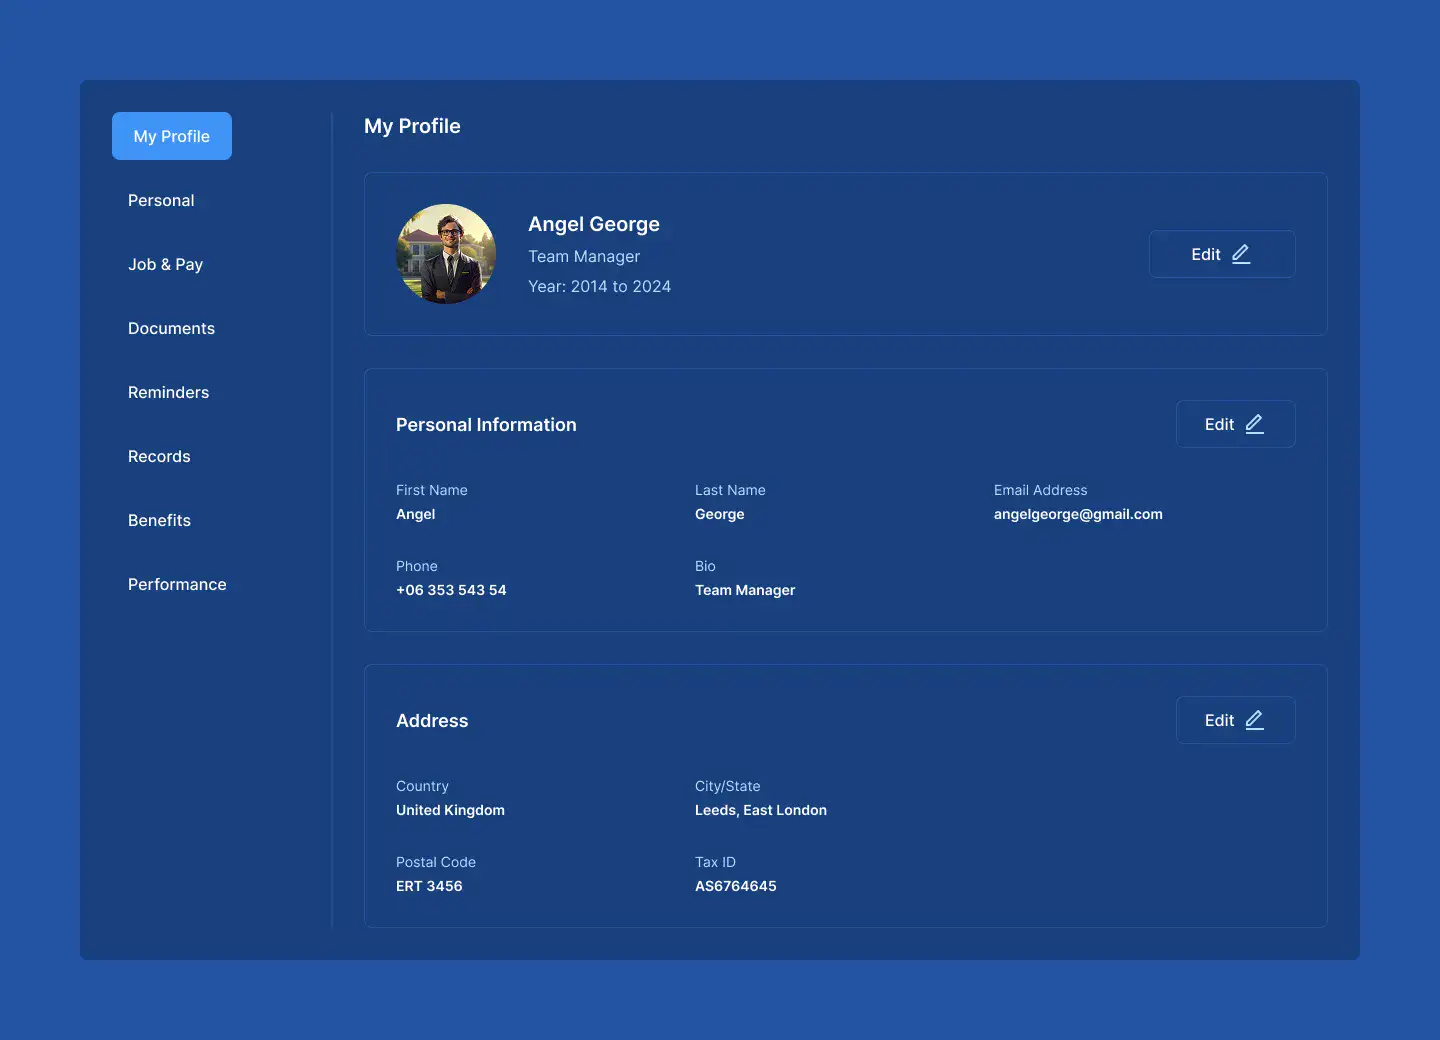 My Profile
Personal
Job & Pay
Documents
Reminders
Records
Benefits
Performance
My Profile
Angel George
Team Manager
Year: 2014 to 2024
Edit
Personal Information
Edit
First Name
Angel
Last Name
George
Email Address
angelgeorge@gmail.com
Phone
+06 353 543 54
Bio
Team Manager
Address
Edit
Country
United Kingdom
City/State
Leeds, East London
Postal Code
ERT 3456
Tax ID
AS6764645